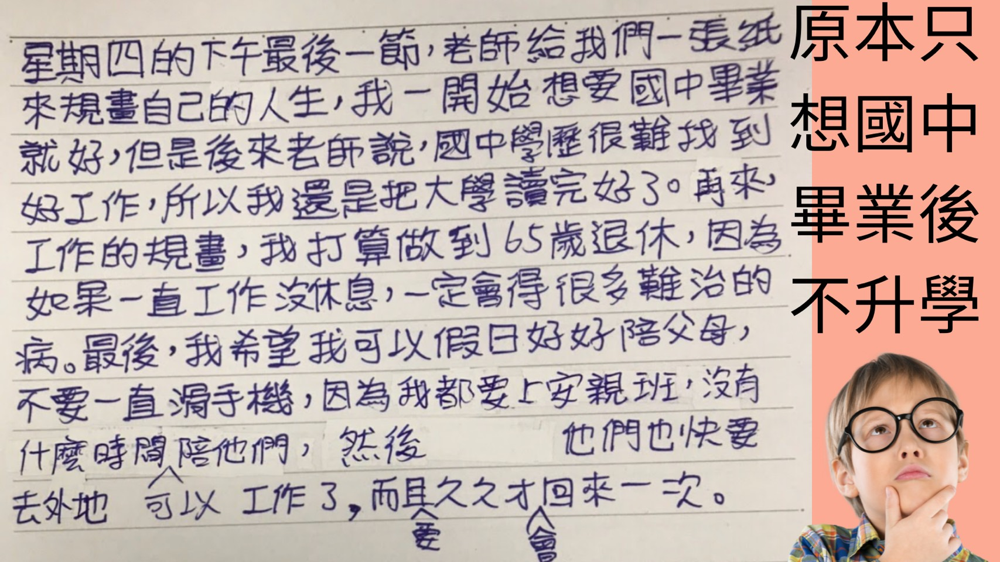 星期四的下午最後一節，老師給我們一張紙
來規畫自己的人生，我一開始想要國中畢業
就好，但是後來老師說，國中學歷很難找到
好工作，所以我還是把大學讀完好了。再來，
工作的規畫，我打算做到65歲退休，因為
如果一直工作沒休息，一定會得很多難治的
病。最後，我希望我可以假日好好陪父母，
不要一直滑手機，因為我都要上安親班，沒有
什麼時間陪他們，然後 他們也快要
去外地 可以 工作了，而且久久才回來一次。
要 會
原本只
想國中
畢業後
不升學